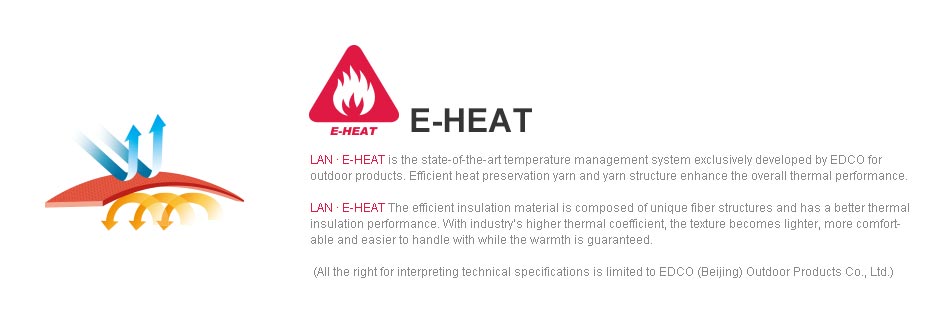 E-HEAT
E-HEAT
LAN · E-HEAT is the state-of-the-art temperature management system exclusively developed by EDCO for
outdoor products. Efficient heat preservation yarn and yarn structure enhance the overall thermal performance.
LAN · E-HEAT The efficient insulation material is composed of unique fiber structures and has a better thermal
insulation performance. With industry's higher thermal coefficient, the texture becomes lighter, more comfort-
able and easier to handle with while the warmth is guaranteed.
(All the right for interpreting technical specifications is limited to EDCO (Beijing) Outdoor Products Co., Ltd.)